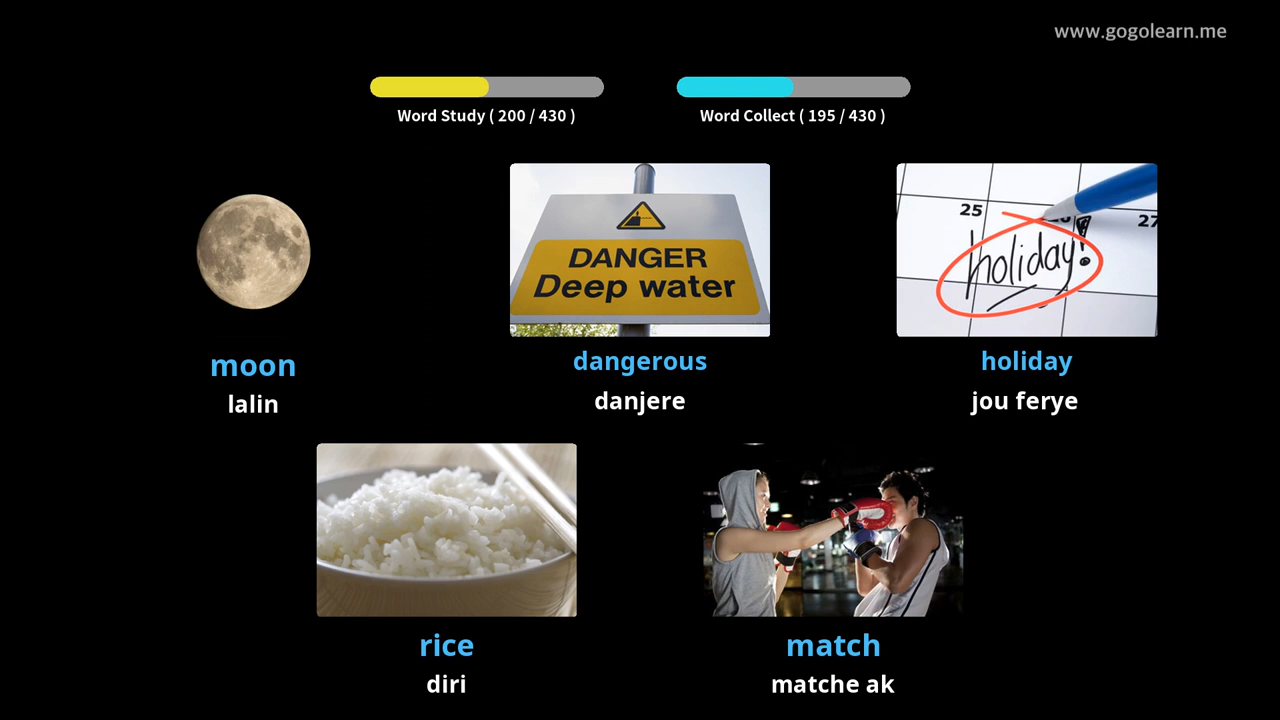 www.gogolearn.me
Word Study ( 200 / 430 )
Word Collect ( 195 / 430 )
DANGER
Deep water
25
27
holiday!
moon
dangerous
holiday
lalin
danjere
jou ferye
rice
match
diri
matche ak